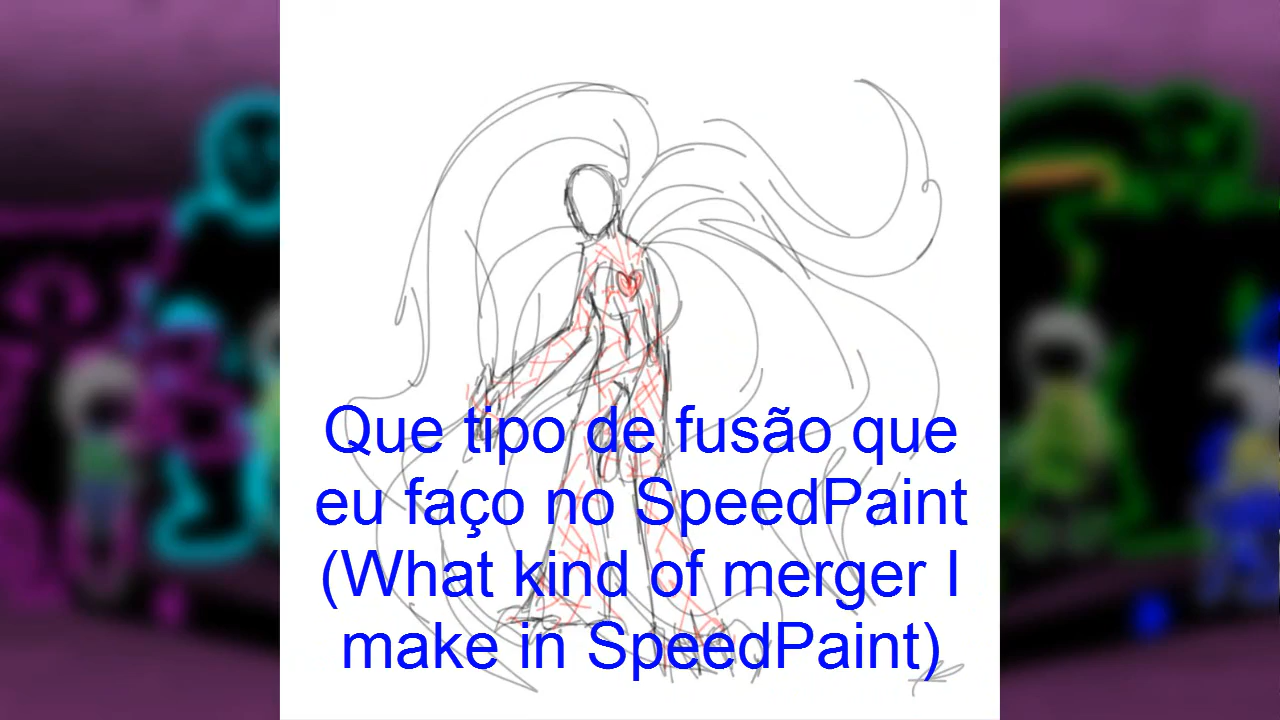 Que tipo de fusão que
eu faço no SpeedPaint
(What kind of merger I
make in SpeedPaint)